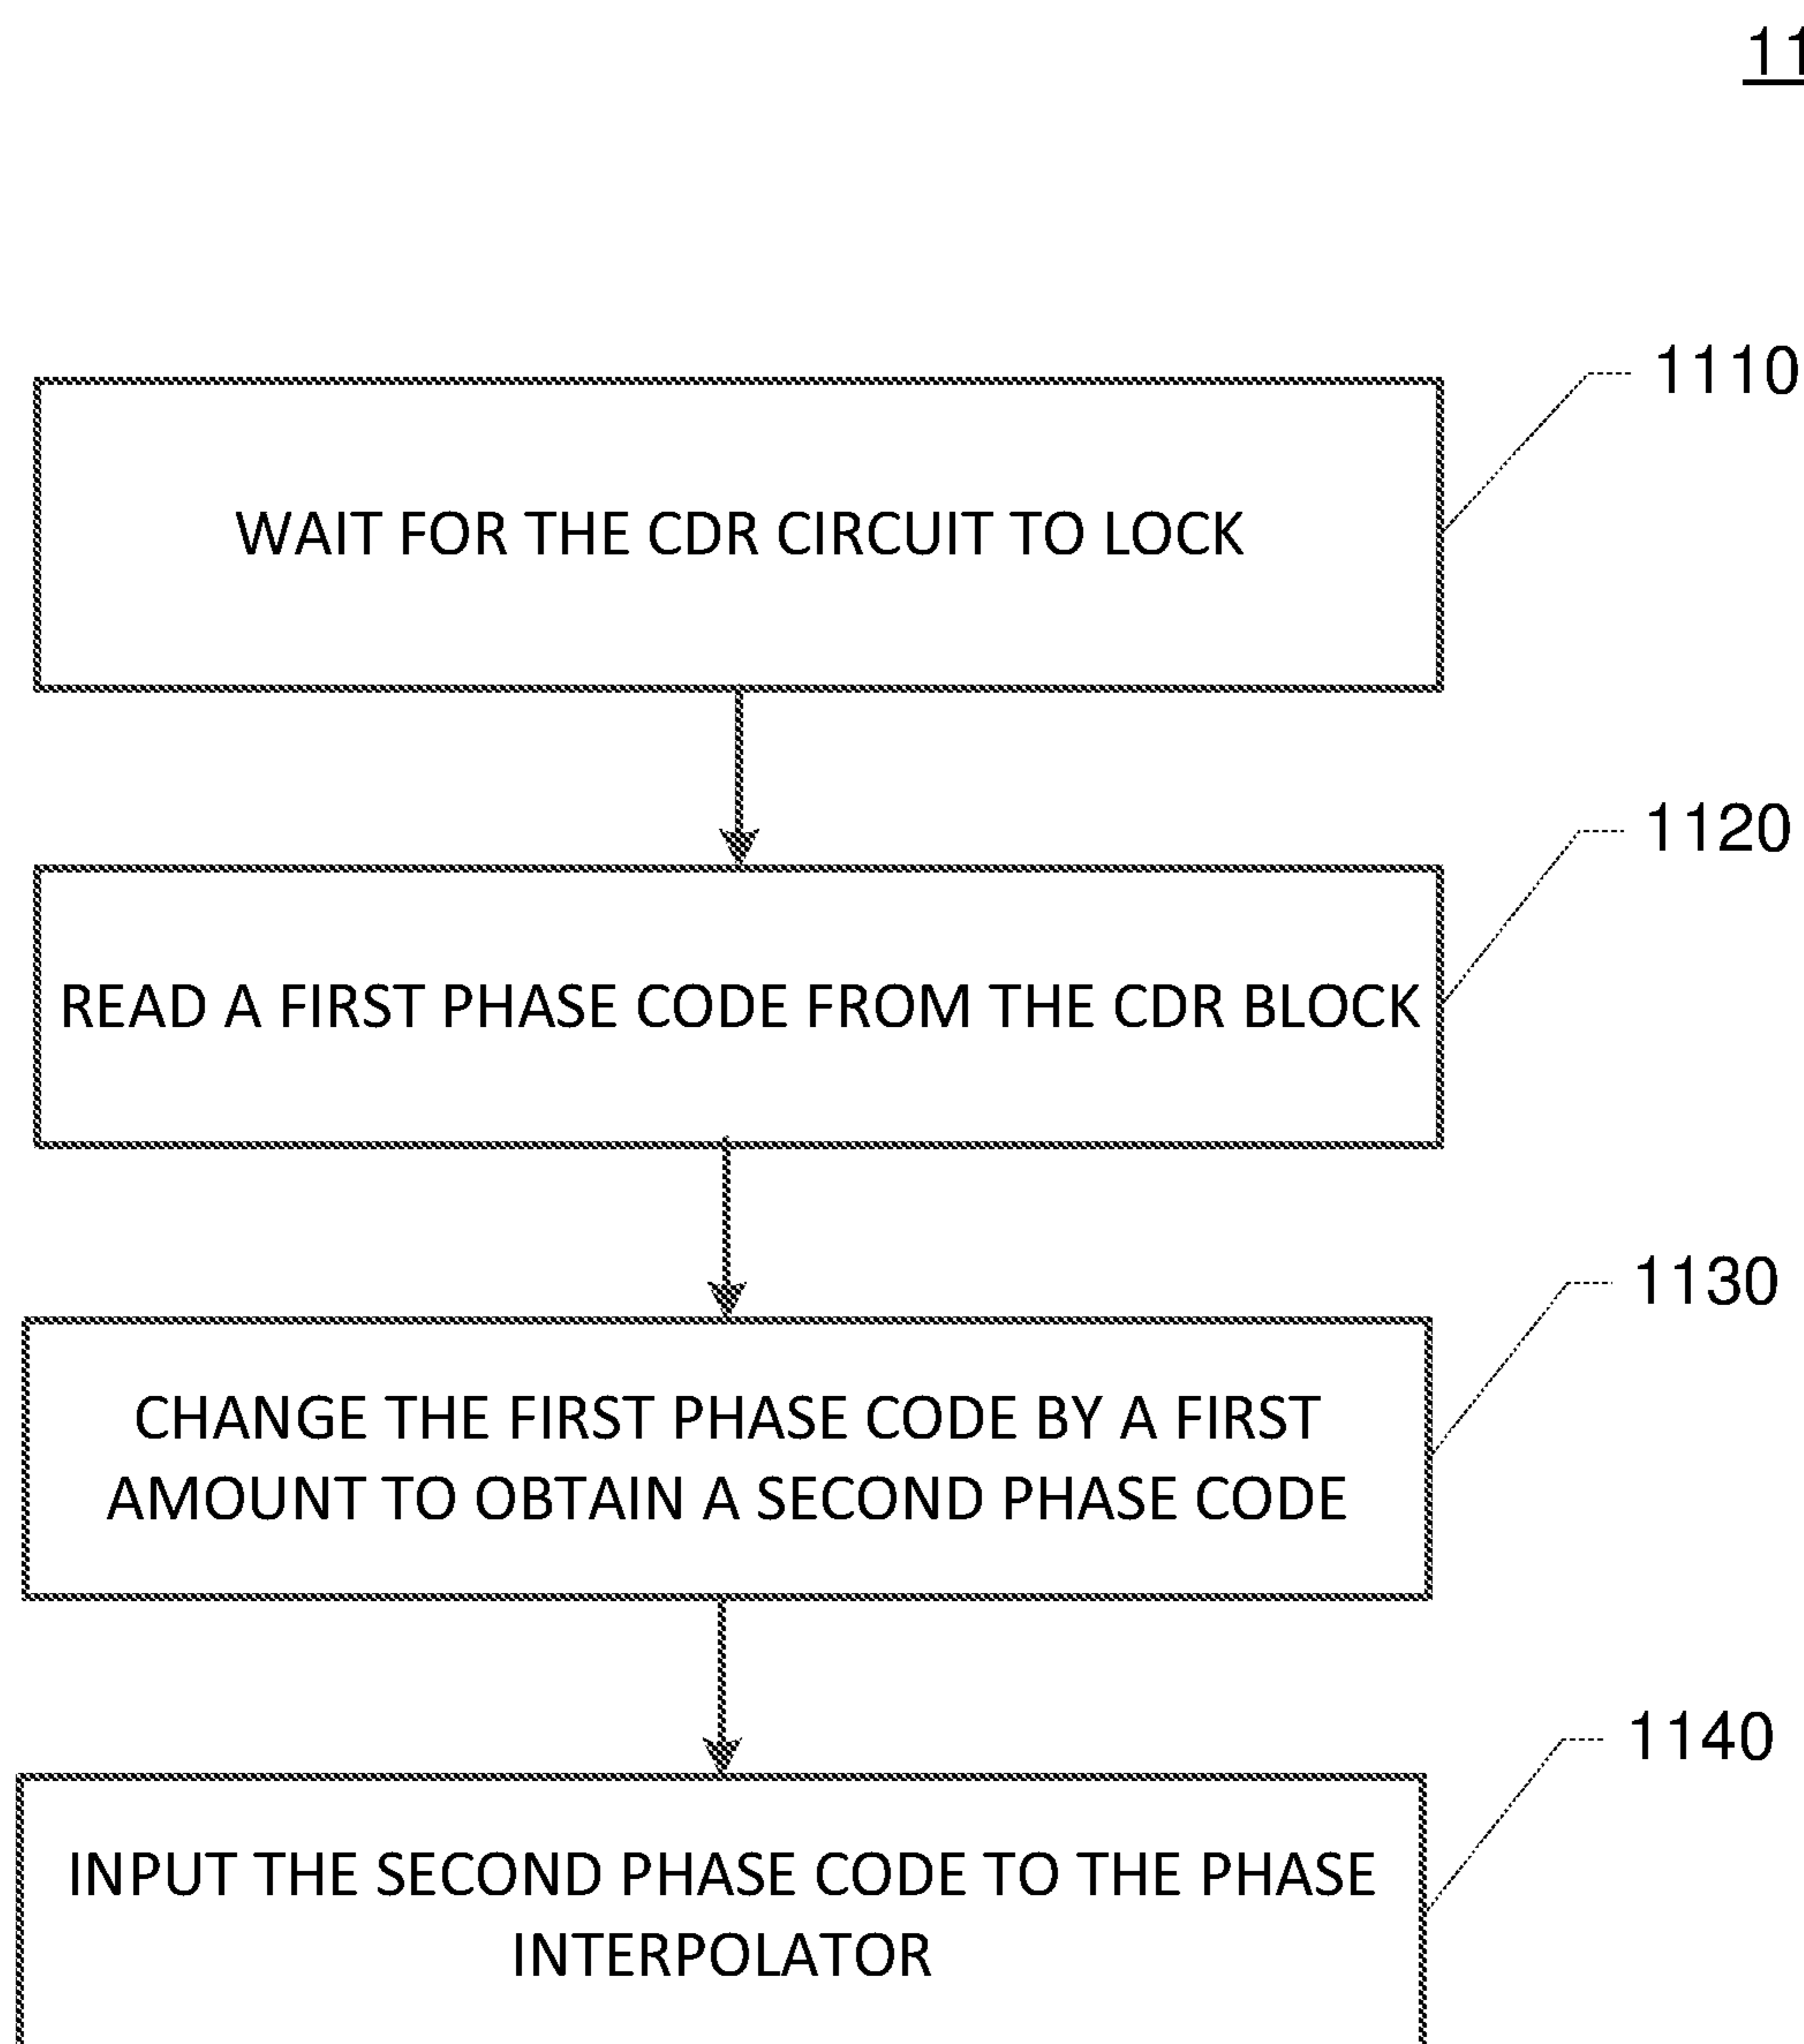 11
1110
WAIT FOR THE CDR CIRCUIT TO LOCK
1120
READ A FIRST PHASE CODE FROM THE CDR BLOCK
1130
CHANGE THE FIRST PHASE CODE BY A FIRST
AMOUNT TO OBTAIN A SECOND PHASE CODE
1140
INPUT THE SECOND PHASE CODE TO THE PHASE
INTERPOLATOR